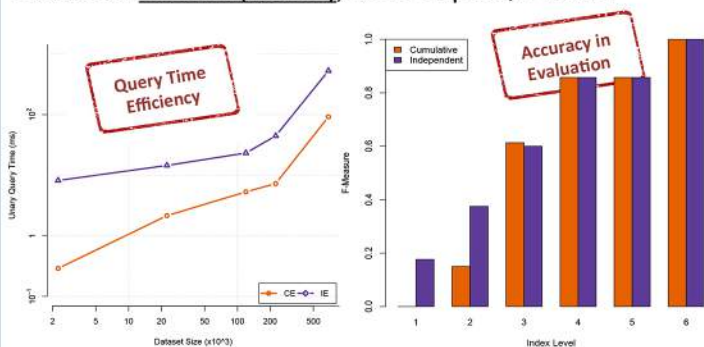 Query Time
Efficiency
Unary Query Time (ms)
10^2
1
10^-1
2 5 10 20 50 100 200 500
Dataset Size (x10^3)
CE IE
Accuracy in
Evaluation
Cumulative
Independent
F-Measure
1.0
0.8
0.6
0.4
0.2
0.0
1 2 3 4 5 6
Index Level